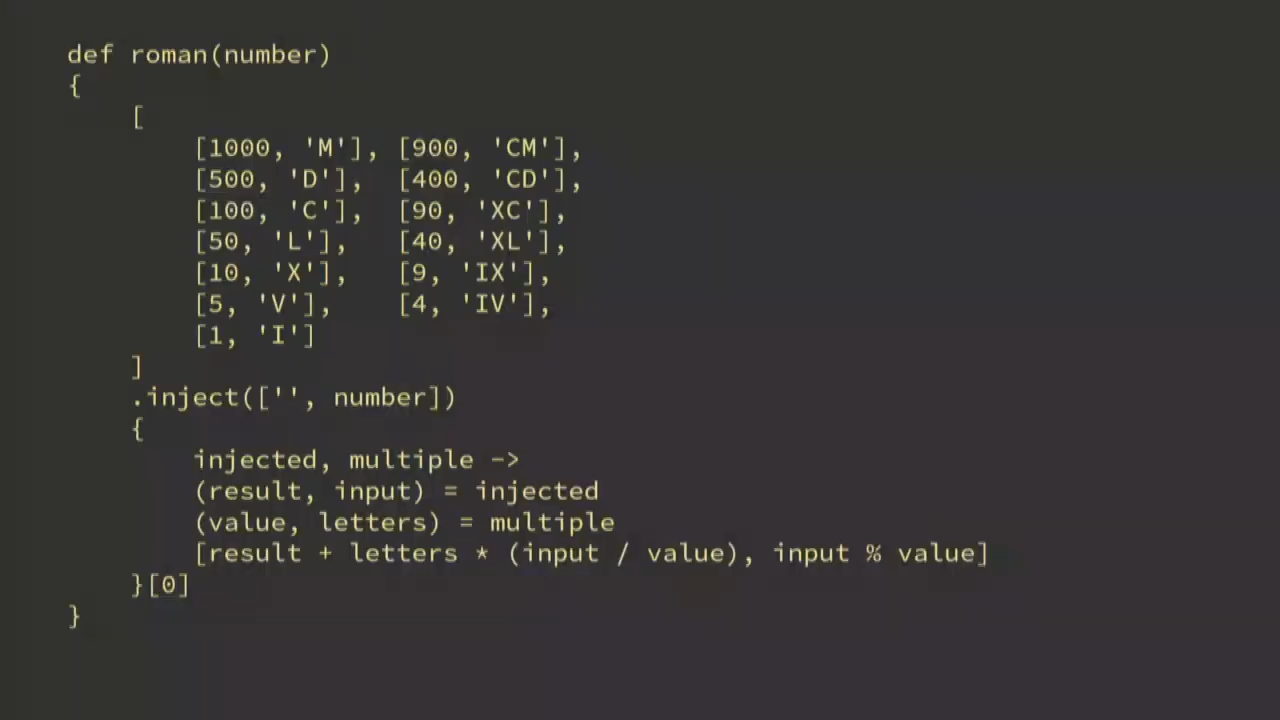 def roman(number)
{
    [
        [1000, 'M'], [900, 'CM'],
        [500, 'D'],  [400, 'CD'],
        [100, 'C'],  [90, 'XC'],
        [50, 'L'],   [40, 'XL'],
        [10, 'X'],   [9, 'IX'],
        [5, 'V'],    [4, 'IV'],
        [1, 'I']
    ]
    .inject(['', number])
    {
        injected, multiple ->
        (result, input) = injected
        (value, letters) = multiple
        [result + letters * (input / value), input % value]
    }[0]
}